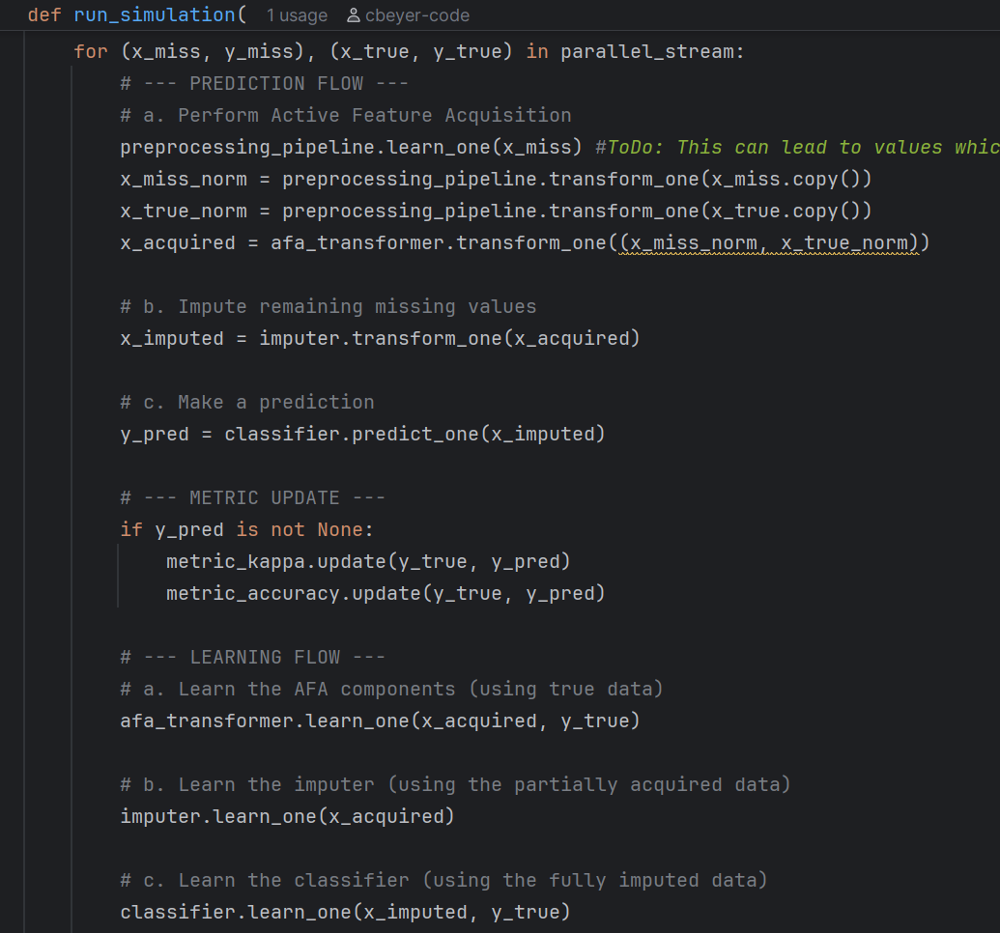 def run_simulation( 1 usage cbeyer-code
for (x_miss, y_miss), (x_true, y_true) in parallel_stream:
# --- PREDICTION FLOW ---
# a. Perform Active Feature Acquisition
preprocessing_pipeline.learn_one(x_miss) #ToDo: This can lead to values
x_miss_norm = preprocessing_pipeline.transform_one(x_miss.copy())
x_true_norm = preprocessing_pipeline.transform_one(x_true.copy())
x_acquired = afa_transformer.transform_one((x_miss_norm, x_true_norm))
# b. Impute remaining missing values
x_imputed = imputer.transform_one(x_acquired)
# c. Make a prediction
y_pred = classifier.predict_one(x_imputed)
# --- METRIC UPDATE ---
if y_pred is not None:
metric_kappa.update(y_true, y_pred)
metric_accuracy.update(y_true, y_pred)
# --- LEARNING FLOW ---
# a. Learn the AFA components (using true data)
afa_transformer.learn_one(x_acquired, y_true)
# b. Learn the imputer (using the partially acquired data)
imputer.learn_one(x_acquired)
# c. Learn the classifier (using the fully imputed data)
classifier.learn_one(x_imputed, y_true)